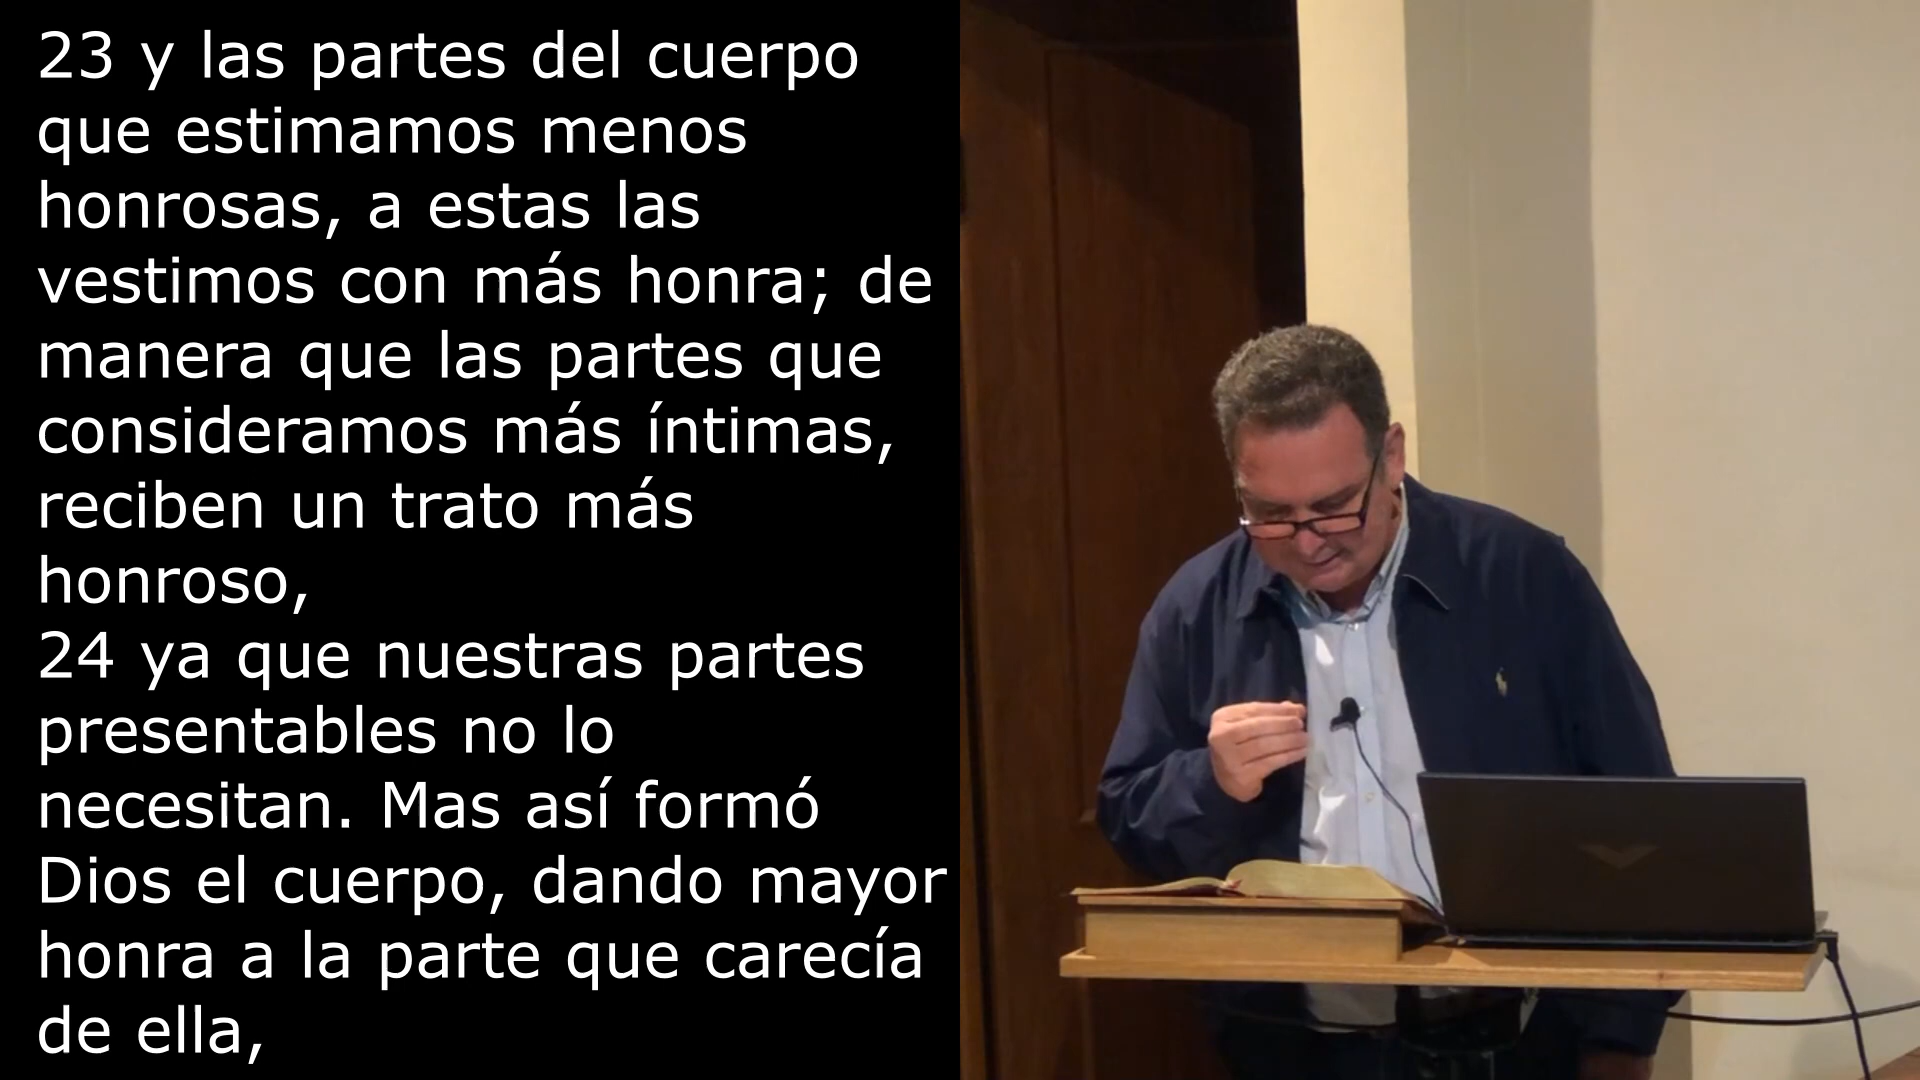 23 y las partes del cuerpo
que estimamos menos
honrosas, a estas las
vestimos con más honra; de
manera que las partes que
consideramos más íntimas,
reciben un trato más
honroso,
24 ya que nuestras partes
presentables no lo
necesitan. Mas así formó
Dios el cuerpo, dando mayor
honra a la parte que carecía
de ella,